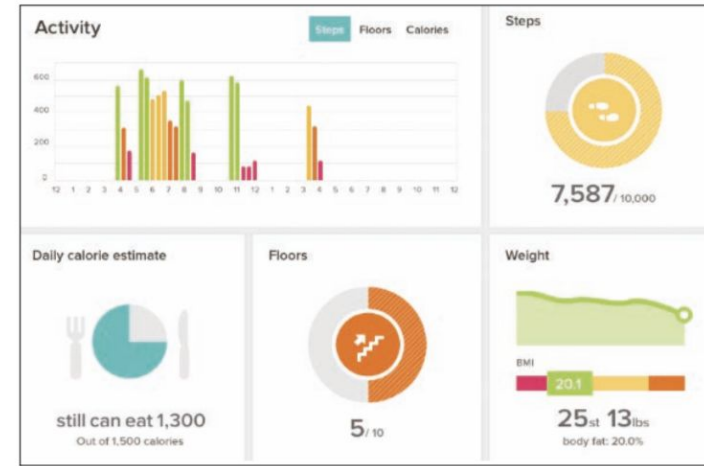 Activity
Steps Floors Calories
600
400
200
0
12 1 2 3 4 5 6 7 8 9 10 11 12 1 2 3 4 5 6 7 8 9 10 11 12
Steps
7,587/10,000
Daily calorie estimate
still can eat 1,300
Out of 1,500 calories
Floors
5/10
Weight
BMI
20.1
25st 13lbs
body fat: 20.0%